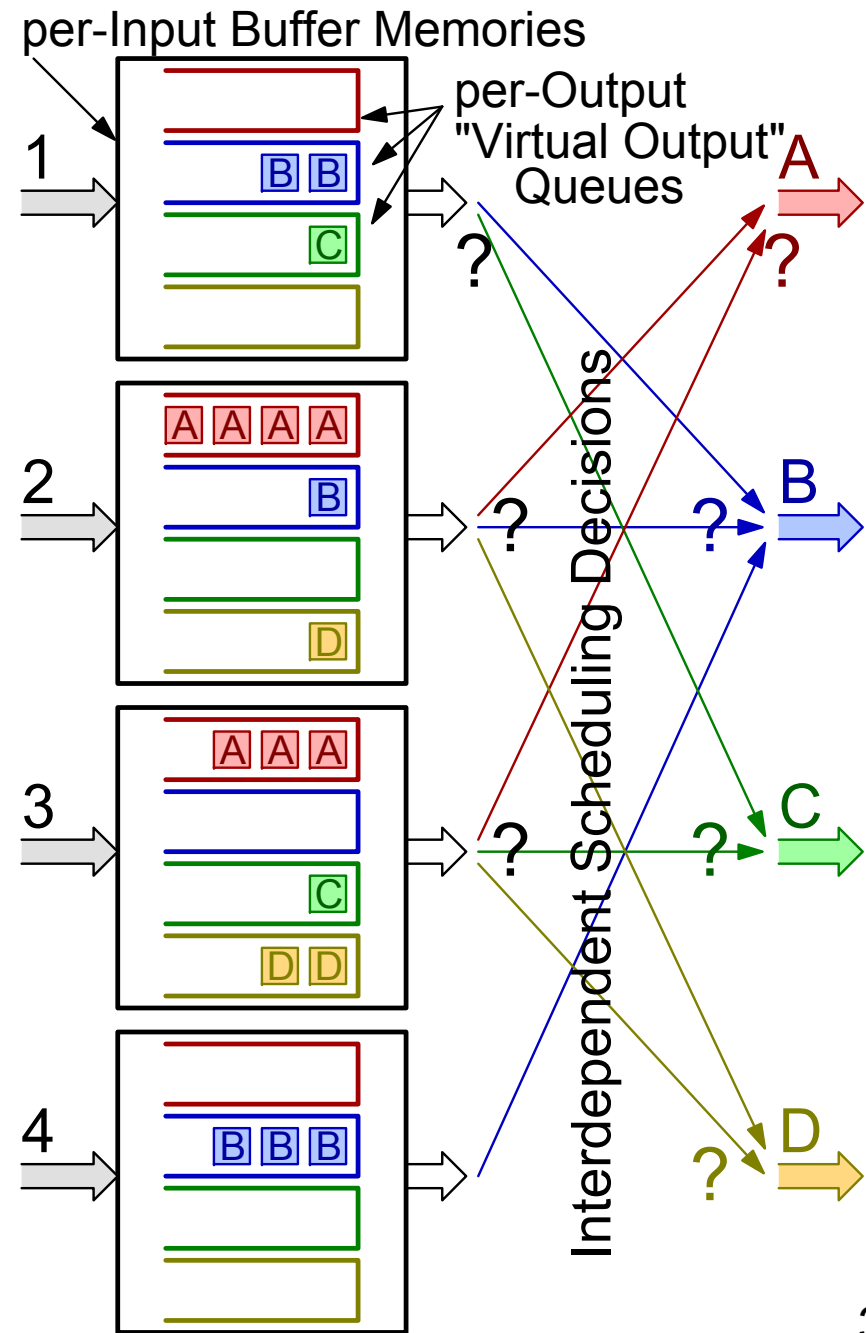 per-Input Buffer Memories
per-Output
"Virtual Output"
Queues
1
B B
C
?
A
?
2
A A A A
B
D
?
?
B
3
A A A
C
D D
?
?
C
4
B B B
?
D
Interdependent Scheduling Decisions